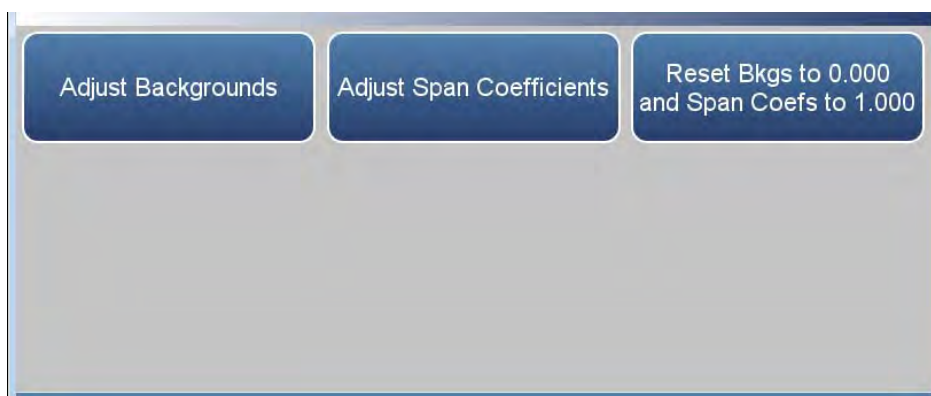 Adjust Backgrounds
Adjust Span Coefficients
Reset Bkgs to 0.000
and Span Coefs to 1.000